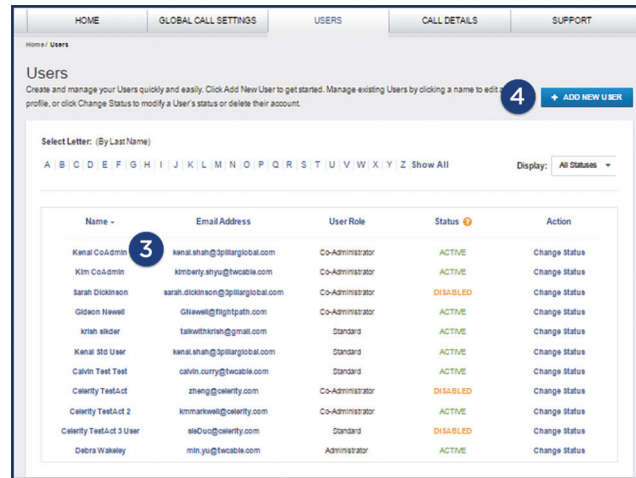 HOME GLOBAL CALL SETTINGS USERS CALL DETAILS SUPPORT
Home / Users
Users
Create and manage your Users quickly and easily. Click Add New User to get started. Manage existing Users by clicking a name to edit
profile, or click Change Status to modify a User's status or delete their account.
4
+ ADD NEW USER
Select Letter: (By Last Name)
A B C D E F G H I J K L M N O P Q R S T U V W X Y Z Show All Display: All Statuses
Name Email Address User Role Status ? Action
3
Kenal CoAdmin kenal.shah@3pillarglobal.com Co-Administrator ACTIVE Change Status
Kim CoAdmin kimberly.shyu@twcable.com Co-Administrator ACTIVE Change Status
Sarah Dickinson sarah.dickinson@3pillarglobal.com Co-Administrator DISABLED Change Status
Gideon Newell GNewell@flightpath.com Co-Administrator ACTIVE Change Status
krish sikder talkwithkrish@gmail.com Standard ACTIVE Change Status
Kenal Std User kenal.shah@3pillarglobal.com Standard ACTIVE Change Status
Calvin Test Test calvin.curry@twcable.com Standard ACTIVE Change Status
Celerity TestAct zheng@celerity.com Co-Administrator DISABLED Change Status
Celerity TestAct 2 kmmarkwell@celerity.com Co-Administrator ACTIVE Change Status
Celerity TestAct 3 User sleDuc@celerity.com Standard DISABLED Change Status
Debra Wakeley min.yu@twcable.com Administrator ACTIVE Change Status